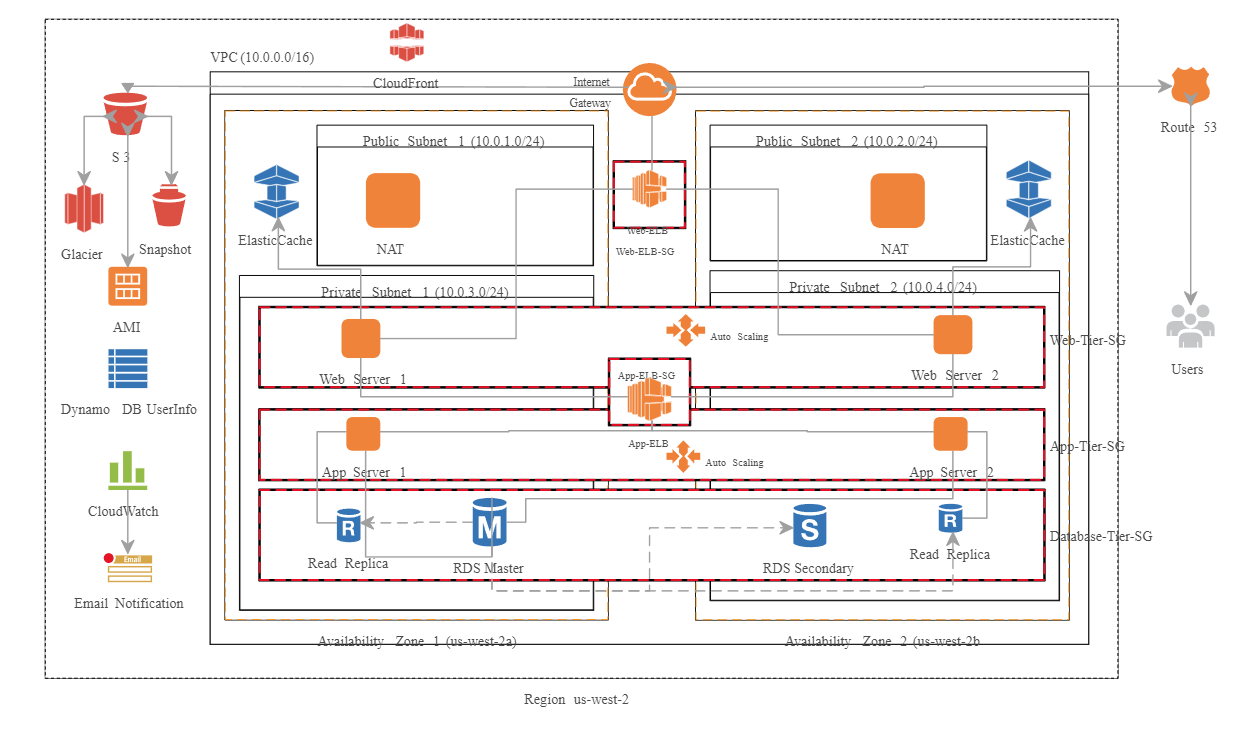 VPC (10.0.0.0/16)
CloudFront
Internet
Gateway
Route 53
Public Subnet 1 (10.0.1.0/24)
Public Subnet 2 (10.0.2.0/24)
S 3
Glacier
Snapshot
ElasticCache
NAT
Web-ELB
Web-ELB-SG
NAT
ElasticCache
Private Subnet 1 (10.0.3.0/24)
Private Subnet 2 (10.0.4.0/24)
AMI
Auto Scaling
Web-Tier-SG
Users
Web Server 1
App-ELB-SG
Web Server 2
Dynamo DB UserInfo
App-ELB
App-Tier-SG
Auto Scaling
App Server 1
App Server 2
CloudWatch
R
M
S
R
Database-Tier-SG
Email
Read Replica
RDS Master
RDS Secondary
Read Replica
Email Notification
Availability Zone 1 (us-west-2a)
Availability Zone 2 (us-west-2b
Region us-west-2